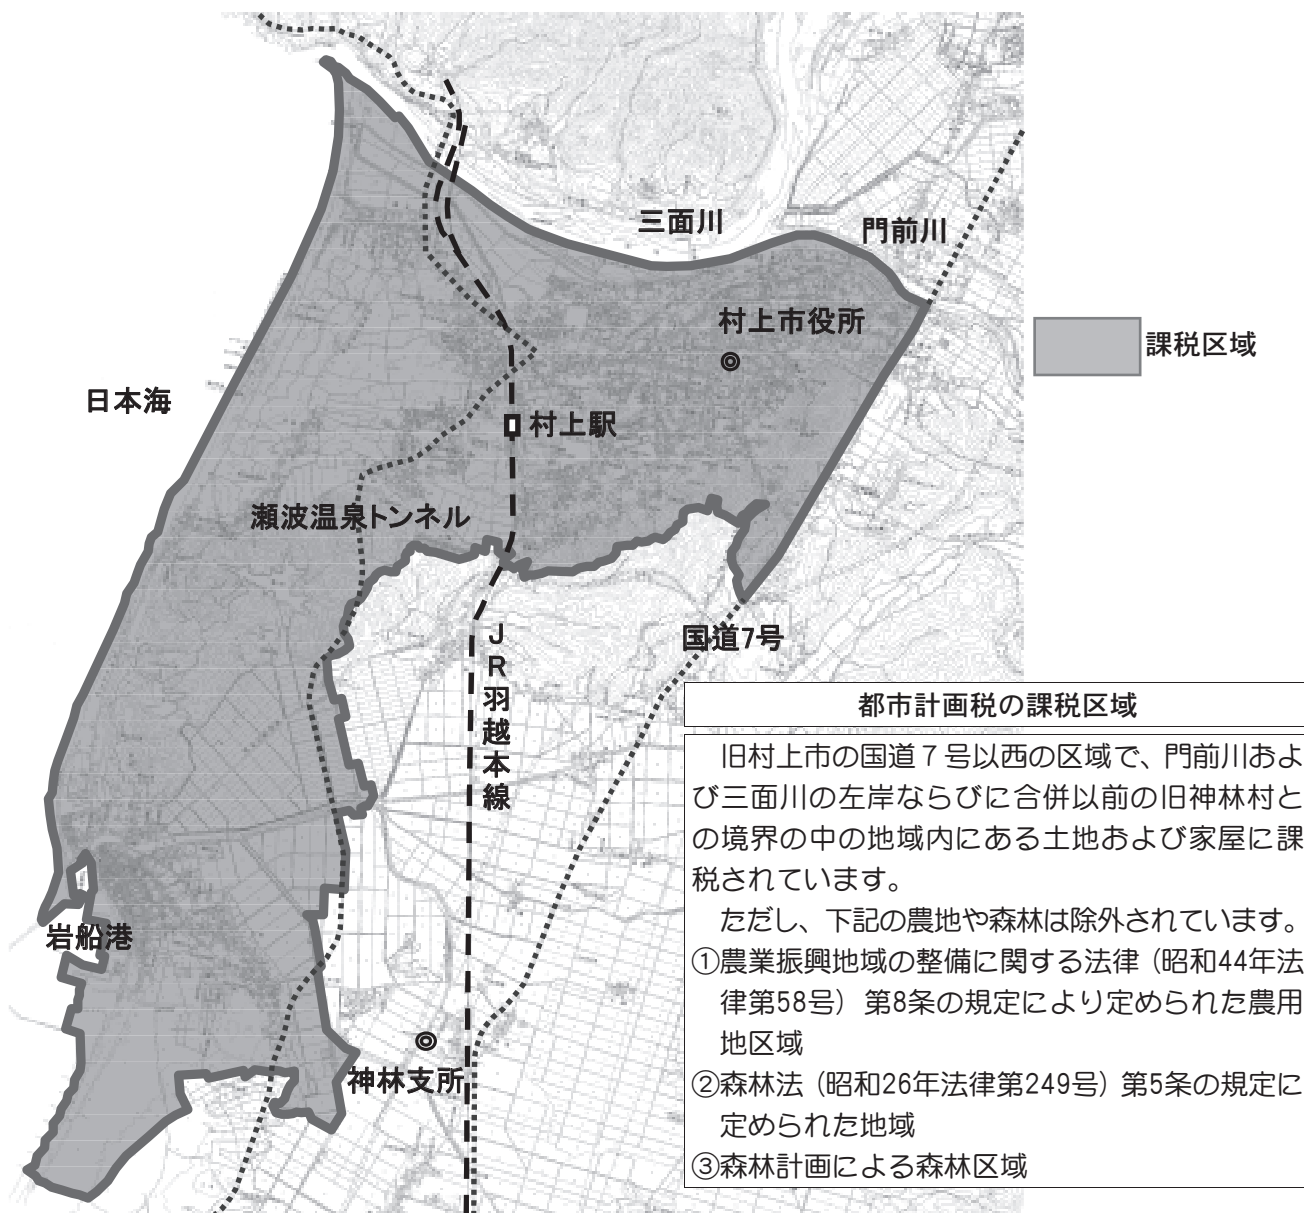 三面川
門前川
村上市役所
課税区域
日本海
村上駅
瀬波温泉トンネル
国道7号
JR羽越本線
都市計画税の課税区域
旧村上市の国道7号以西の区域で、門前川およ
び三面川の左岸ならびに合併以前の旧神林村と
の境界の中の地域内にある土地および家屋に課
税されています。
ただし、下記の農地や森林は除外されています。
①農業振興地域の整備に関する法律（昭和44年法
律第58号）第8条の規定により定められた農用
地区域
②森林法（昭和26年法律第249号）第5条の規定に
定められた地域
③森林計画による森林区域
岩船港
神林支所